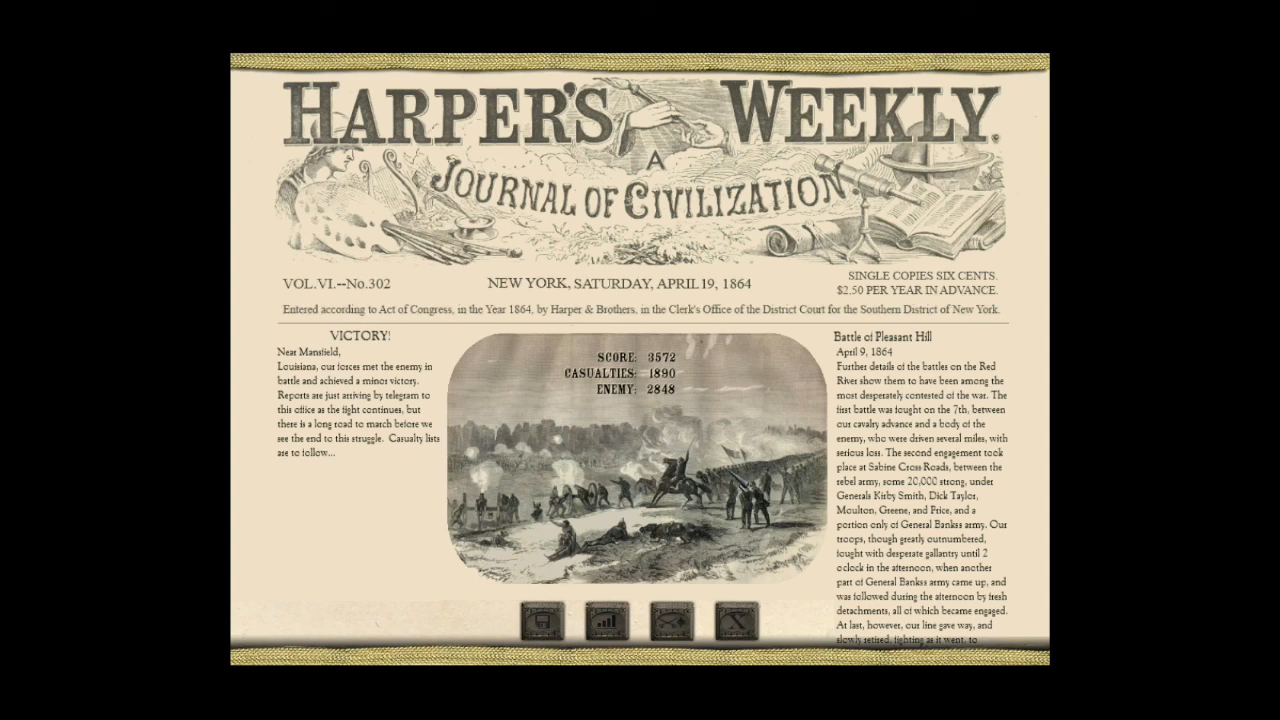 HARPER'S WEEKLY.
A
JOURNAL OF CIVILIZATION
VOL.VI.--No.302
NEW YORK, SATURDAY, APRIL 19, 1864
SINGLE COPIES SIX CENTS.
$2.50 PER YEAR IN ADVANCE.
Entered according to Act of Congress, in the Year 1864, by Harper & Brothers, in the Clerk's Office of the District Court for the Southern District of New York.
VICTORY!
Near Mansfield,
Louisiana, our forces met the enemy in
battle and achieved a minor victory.
Reports are just arriving by telegram to
this office as the fight continues, but
there is a long road to march before we
see the end to this struggle. Casualty lists
are to follow...
SCORE: 3572
CASUALTIES: 1890
ENEMY: 2848
Battle of Pleasant Hill
April 9, 1864
Further details of the battles on the Red
River show them to have been among the
most desperately contested of the war. The
first battle was fought on the 7th, between
our cavalry advance and a body of the
enemy, who were driven several miles, with
serious loss. The second engagement took
place at Sabine Cross Roads, between the
rebel army, some 20,000 strong, under
Generals Kirby Smith, Dick Taylor,
Moulton, Greene, and Price, and a
portion only of General Bankss army. Our
troops, though greatly outnumbered,
fought with desperate gallantry until 2
oclock in the afternoon, when another
part of General Bankss army came up, and
was followed during the afternoon by fresh
detachments, all of which became engaged.
At last, however, our line gave way, and
slowly retired, fighting as it went, to